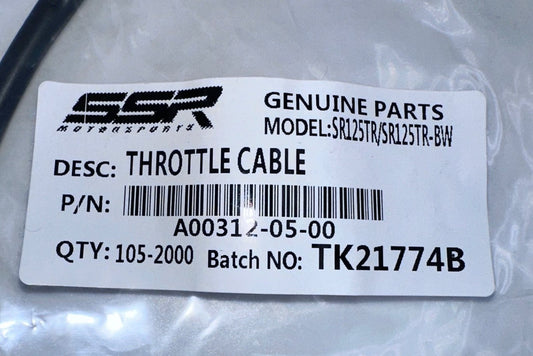 SSR GENUINE PARTS
MOTORSPORTS MODEL:SR125TR/SR125TR-BW
DESC: THROTTLE CABLE
P/N:
A00312-05-00
QTY: 105-2000 Batch NO: TK21774B